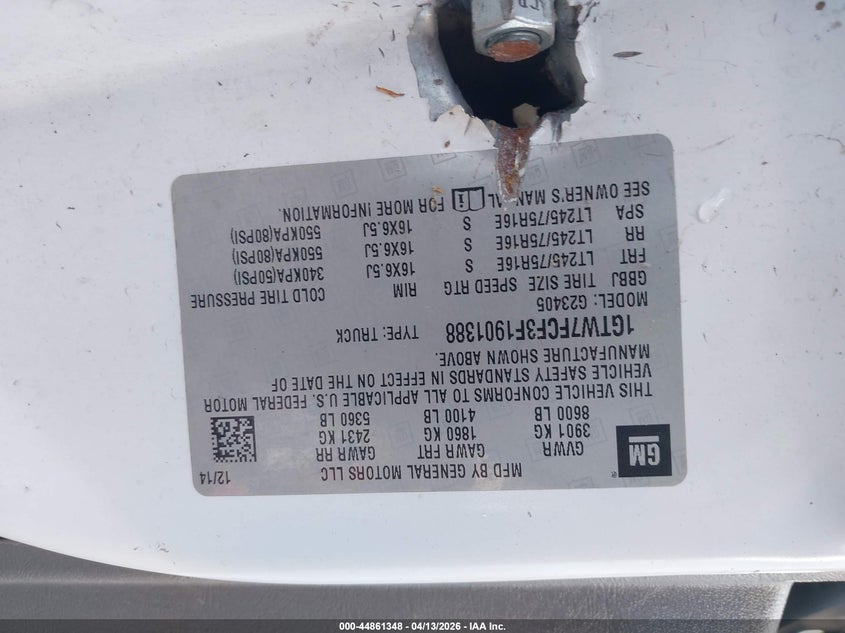 12/14
MFD BY GENERAL MOTORS LLC
GM
GVWR GAWR FRT GAWR RR
3901 KG 1860 KG 2431 KG
8600 LB 4100 LB 5360 LB
THIS VEHICLE CONFORMS TO ALL APPLICABLE U.S. FEDERAL MOTOR
VEHICLE SAFETY STANDARDS IN EFFECT ON THE DATE OF
MANUFACTURE SHOWN ABOVE.
1GTW7FCF3F1901388 TYPE: TRUCK
MODEL: G23405
GBBJ TIRE SIZE SPEED RTG RIM COLD TIRE PRESSURE
FRT LT245/75R16E S 16X6.5J 340KPA(50PSI)
RR LT245/75R16E S 16X6.5J 550KPA(80PSI)
SPA LT245/75R16E S 16X6.5J 550KPA(80PSI)
SEE OWNER'S MANUAL FOR MORE INFORMATION.
000-44861348 - 04/13/2026 - IAA Inc.